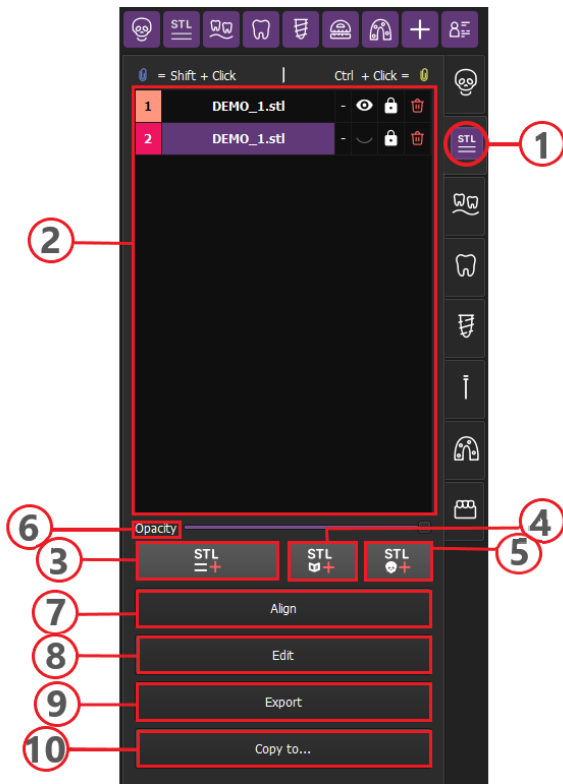 STL
= Shift + Click | Ctrl + Click =
1 DEMO_1.stl -
2 DEMO_1.stl -
STL
1
2
Opacity
6
4
3
STL
STL
STL
5
7
Align
8
Edit
9
Export
10
Copy to...